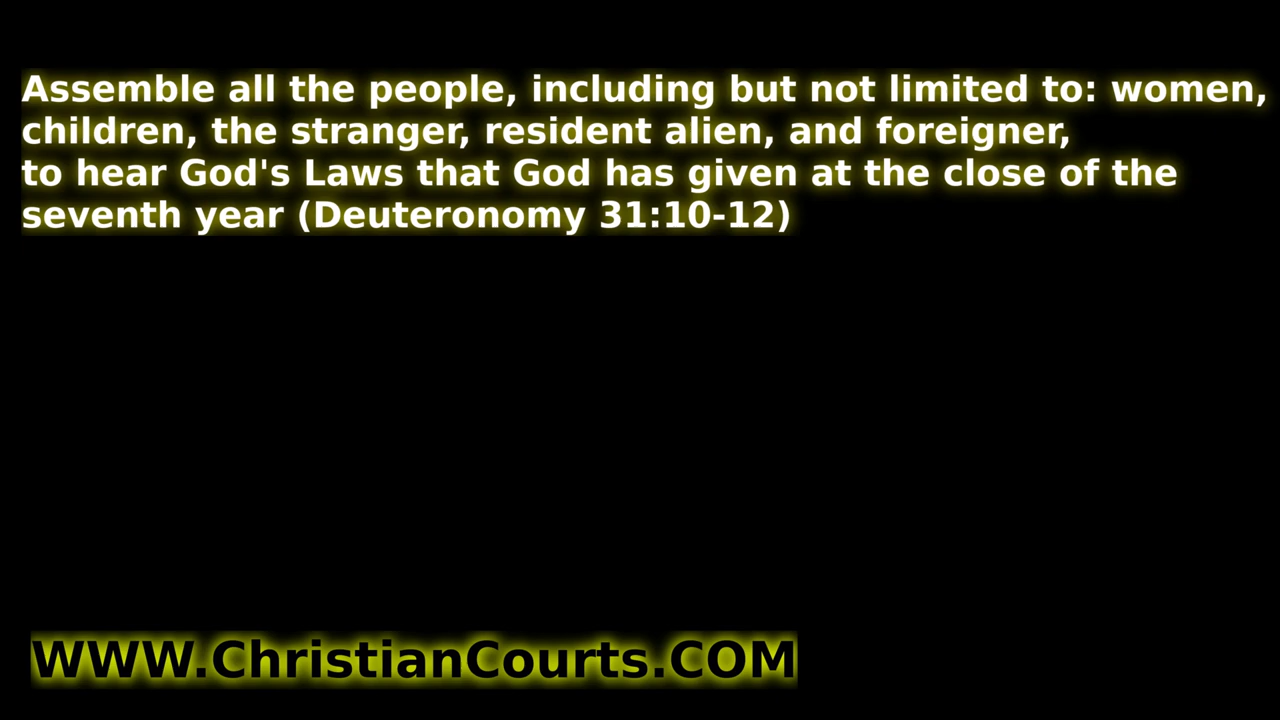 Assemble all the people, including but not limited to: women,
children, the stranger, resident alien, and foreigner,
to hear God's Laws that God has given at the close of the
seventh year (Deuteronomy 31:10-12)
WWW.ChristianCourts.COM